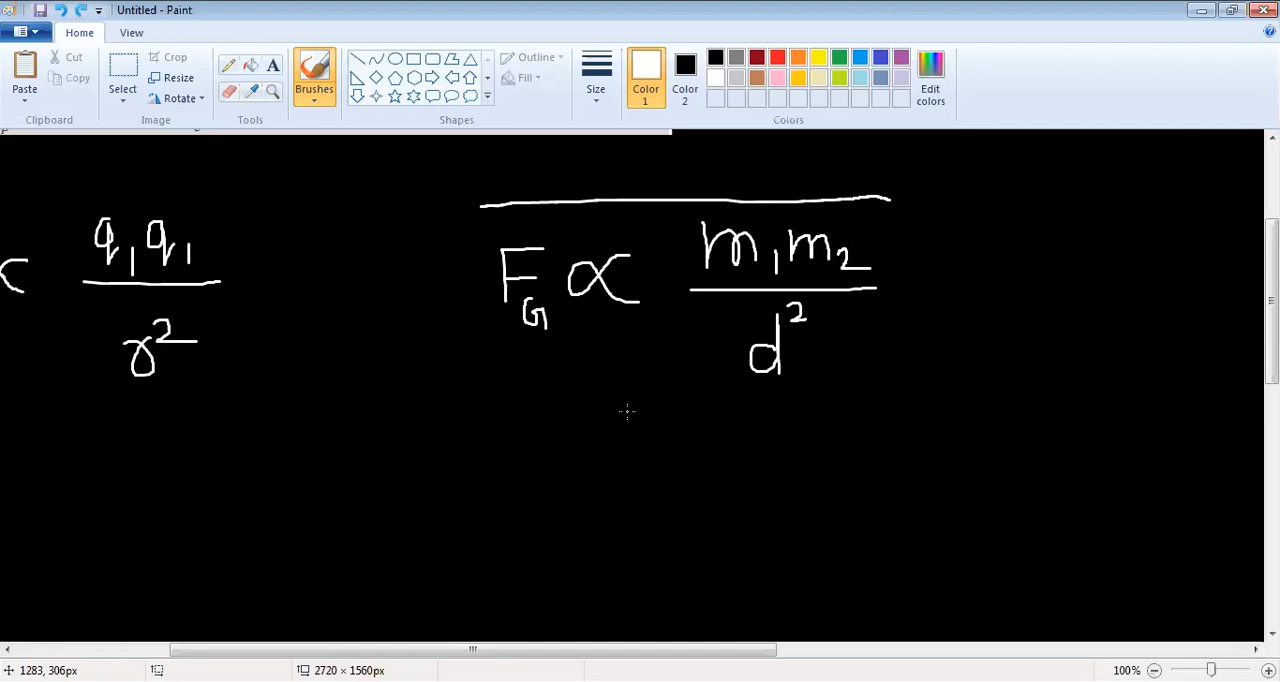 Untitled - Paint
Home View
Paste
Cut
Copy
Clipboard
Select
Crop
Resize
Rotate
Image
Tools
Brushes
Shapes
Outline
Fill
Size
Color 1
Color 2
Edit colors
Colors
∝ q₁q₁ / r²
F_G ∝ m₁m₂ / d²
1283, 306px
2720 × 1560px
100%